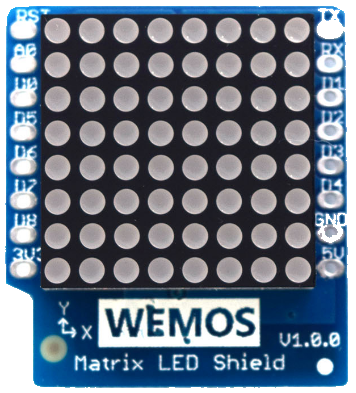 RST TX
A0 RX
D0 D1
D5 D2
D6 D3
D7 D4
D8 GND
3V3 5V
Y
X
WEMOS
V1.0.0
Matrix LED Shield